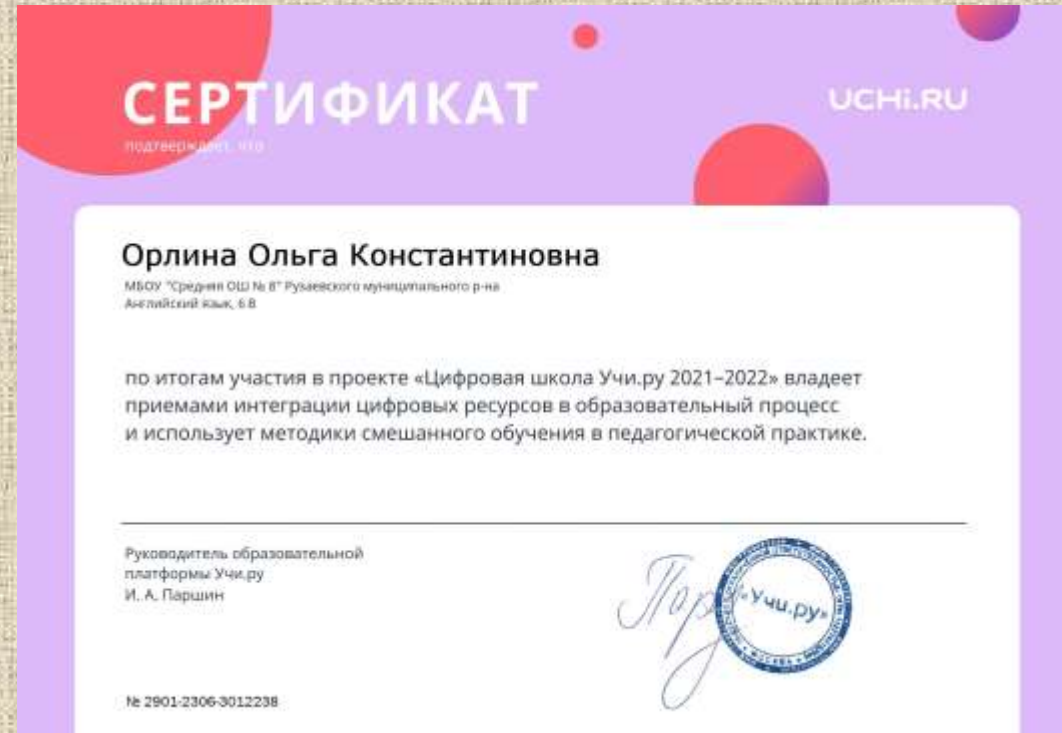 СЕРТИФИКАТ
UCHi.RU
подтверждает, что
Орлина Ольга Константиновна
МБОУ "Средняя ОШ № 8" Рузаевского муниципального р-на
Английский язык, 6 В
по итогам участия в проекте «Цифровая школа Учи.ру 2021–2022» владеет
приемами интеграции цифровых ресурсов в образовательный процесс
и использует методики смешанного обучения в педагогической практике.
Руководитель образовательной
платформы Учи.ру
И. А. Паршин
«Учи.ру»
МОСКВА
№ 2901-2306-3012238